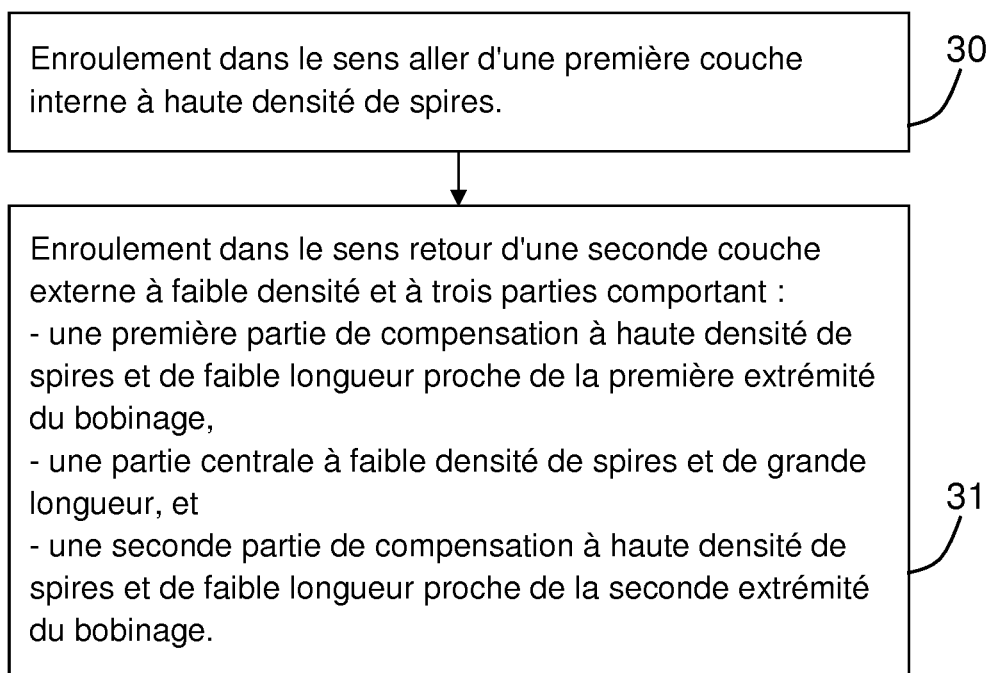 Enroulement dans le sens aller d'une première couche
interne à haute densité de spires.
30
Enroulement dans le sens retour d'une seconde couche
externe à faible densité et à trois parties comportant :
- une première partie de compensation à haute densité de
spires et de faible longueur proche de la première extrémité
du bobinage,
- une partie centrale à faible densité de spires et de grande
longueur, et
- une seconde partie de compensation à haute densité de
spires et de faible longueur proche de la seconde extrémité
du bobinage.
31